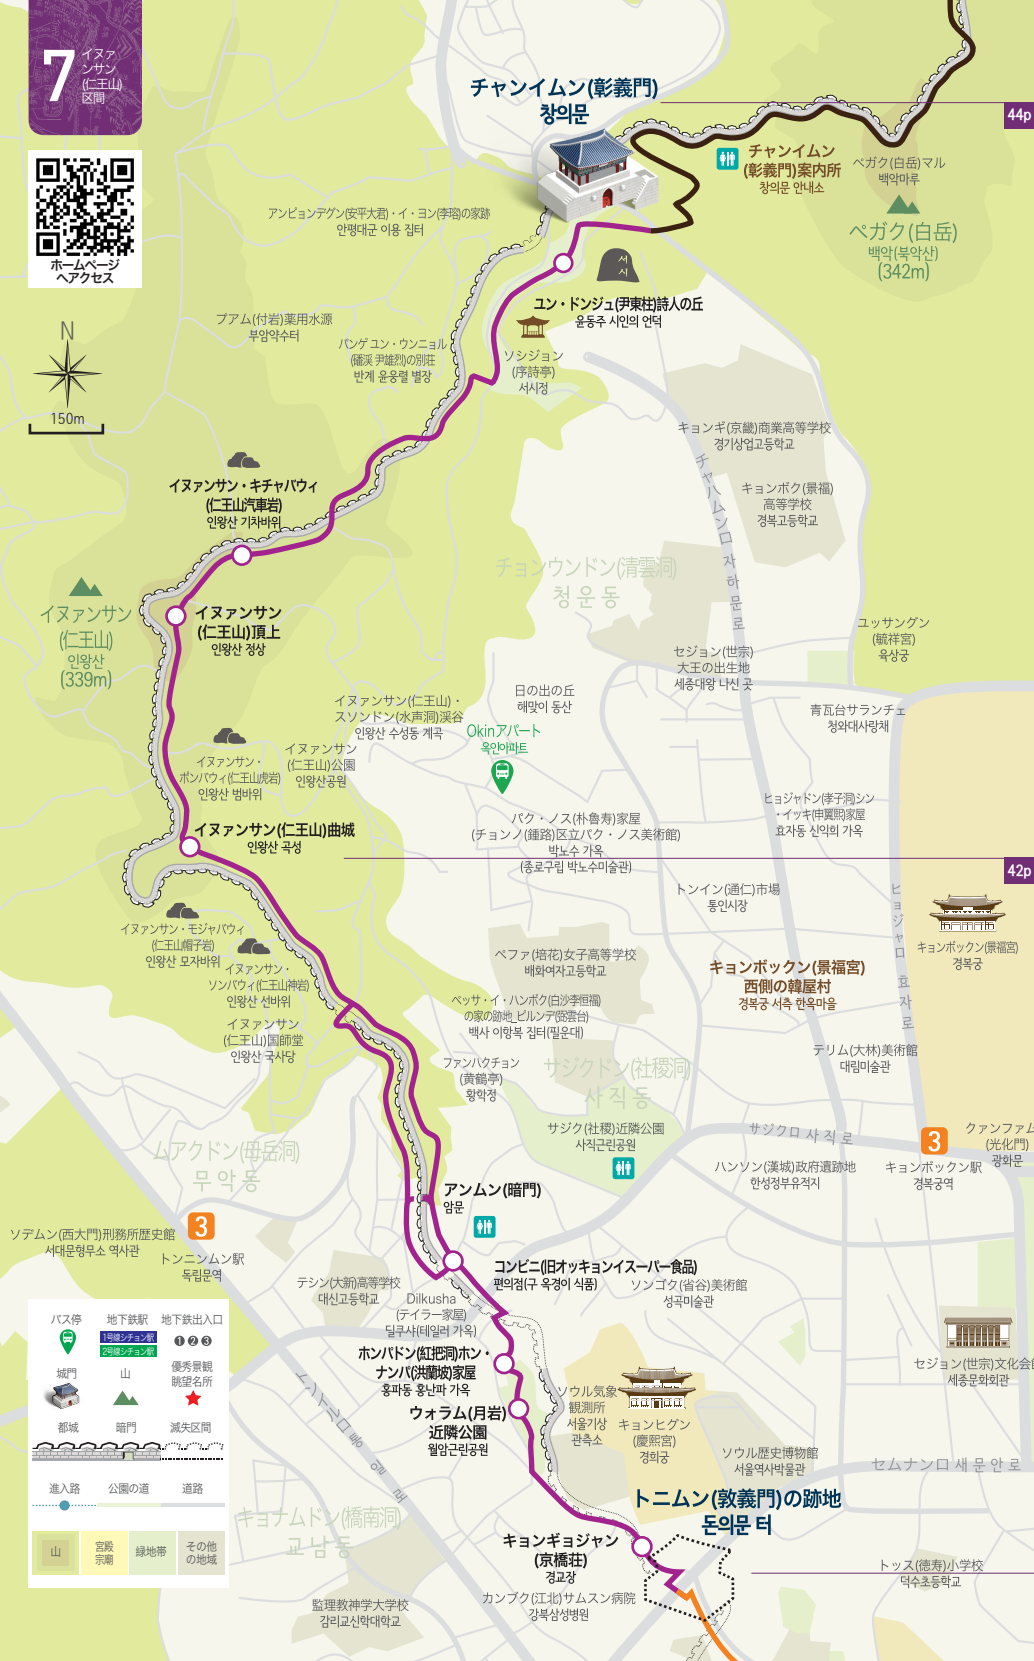 7
イヌァ
ンサン
(仁王山)
区間
ホームページ
へアクセス
N
150m
チャンイムン(彰義門)
창의문
44p
チャンイムン
(彰義門)案内所
창의문 안내소
ペガク(白岳)マル
백악마루
ペガク(白岳)
백악(북악산)
(342m)
アンピョンデグン(安平大君)・イ・ヨン(李瑢)の家跡
안평대군 이용 집터
서
시
ユン・ドンジュ(尹東柱)詩人の丘
윤동주 시인의 언덕
プアム(付岩)薬用水源
부암약수터
パンゲ ユン・ウンニョル
(磻溪 尹雄烈)の別荘
반계 윤웅렬 별장
ソシジョン
(序詩亭)
서시정
キョンギ(京畿)商業高等学校
경기상업고등학교
キョンボク(景福)
高等学校
경복고등학교
チャハムンロ 자하문로
イヌァンサン・キチャバウィ
(仁王山汽車岩)
인왕산 기차바위
チョンウンドン(清雲洞)
청운동
イヌァンサン
(仁王山)
인왕산
(339m)
イヌァンサン
(仁王山)頂上
인왕산 정상
ユッサングン
(毓祥宮)
육상궁
セジョン(世宗)
大王の出生地
세종대왕 나신 곳
日の出の丘
해맞이 동산
イヌァンサン(仁王山)・
スソンドン(水声洞)渓谷
인왕산 수성동 계곡
青瓦台サランチェ
청와대사랑채
Okinアパート
옥인아파트
イヌァンサン
(仁王山)公園
인왕산공원
イヌァンサン・
ボンバウィ(仁王山虎岩)
인왕산 범바위
ヒョジャドン(孝子洞)シン
・イッキ(申翼熙)家屋
효자동 신익희 가옥
パク・ノス(朴魯寿)家屋
(チョンノ(鍾路)区立パク・ノス美術館)
박노수 가옥
(종로구립 박노수미술관)
イヌァンサン(仁王山)曲城
인왕산 곡성
42p
トンイン(通仁)市場
통인시장
ヒョジャロ 효자로
キョンボックン(景福宮)
경복궁
イヌァンサン・モジャバウィ
(仁王山帽子岩)
인왕산 모자바위
イヌァンサン・
ソンバウィ(仁王山神岩)
인왕산 선바위
ペファ(培花)女子高等学校
배화여자고등학교
キョンボックン(景福宮)
西側の韓屋村
경복궁 서측 한옥마을
ペッサ・イ・ハンボク(白沙李恒福)
の家の跡地_ピルンデ(弼雲台)
백사 이항복 집터(필운대)
イヌァンサン
(仁王山)国師堂
인왕산 국사당
テリム(大林)美術館
대림미술관
ファンハクチョン
(黄鶴亭)
황학정
サジクドン(社稷洞)
사직동
サジク(社稷)近隣公園
사직근린공원
サジクロ 사직로
クァンファム
(光化門)
광화문
3
ムアクドン(母岳洞)
무악동
ハンソン(漢城)政府遺跡地
한성정부유적지
キョンボックン駅
경복궁역
アンムン(暗門)
암문
ソデムン(西大門)刑務所歴史館
서대문형무소 역사관
3
トンニンムン駅
독립문역
コンビニ(旧オッキョンイスーパー食品)
편의점(구 옥경이 식품)
ソンゴク(省谷)美術館
성곡미술관
テシン(大新)高等学校
대신고등학교
Dilkusha
(テイラー家屋)
딜쿠샤(테일러 가옥)
バス停
地下鉄駅
地下鉄出入口
1号線シチョン駅
2号線シチョン駅
1 2 3
城門
山
優秀景観
眺望名所
都城
暗門
滅失区間
進入路
公園の道
道路
山
宮殿
宗廟
緑地帯
その他
の地域
ホンパドン(紅把洞)ホン・
ナンパ(洪蘭坡)家屋
홍파동 홍난파 가옥
セジョン(世宗)文化会
세종문화회관
ウォラム(月岩)
近隣公園
월암근린공원
ソウル気象
観測所
서울기상
관측소
キョンヒグン
(慶熙宮)
경희궁
ソウル歴史博物館
서울역사박물관
セムナンロ 새문안로
トニムン(敦義門)の跡地
돈의문 터
キョナムドン(橋南洞)
교남동
キョンギョジャン
(京橋荘)
경교장
カンブク(江北)サムスン病院
강북삼성병원
トッス(徳寿)小学校
덕수초등학교
監理教神学大学校
감리교신학대학교